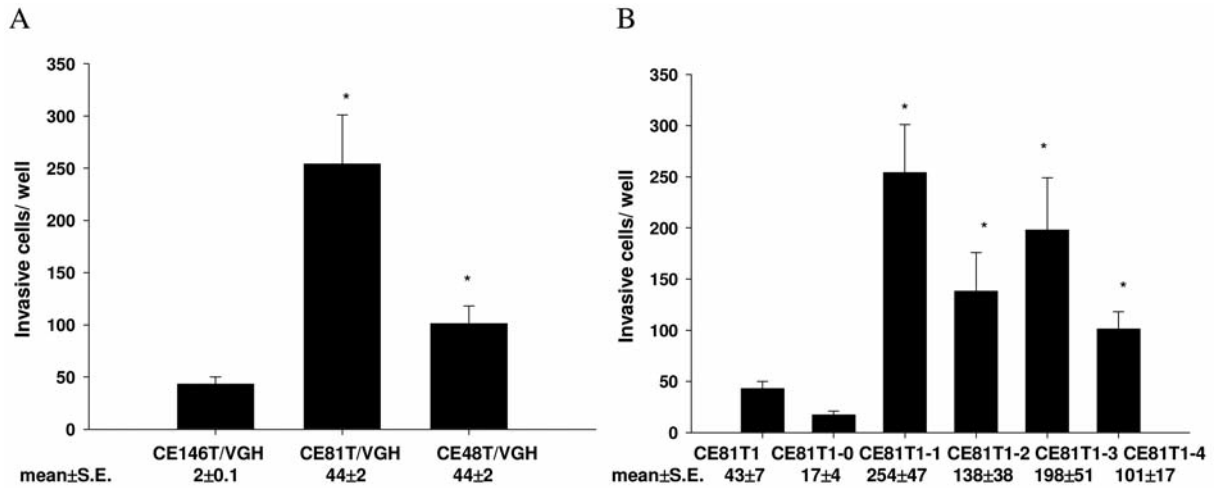 A
350
300
250
200
150
100
50
0
Invasive cells/ well
*
*
CE146T/VGH CE81T/VGH CE48T/VGH
mean±S.E. 2±0.1 44±2 44±2
B
350
300
250
200
150
100
50
0
Invasive cells/ well
*
*
*
*
CE81T1 CE81T1-0 CE81T1-1 CE81T1-2 CE81T1-3 CE81T1-4
mean±S.E. 43±7 17±4 254±47 138±38 198±51 101±17